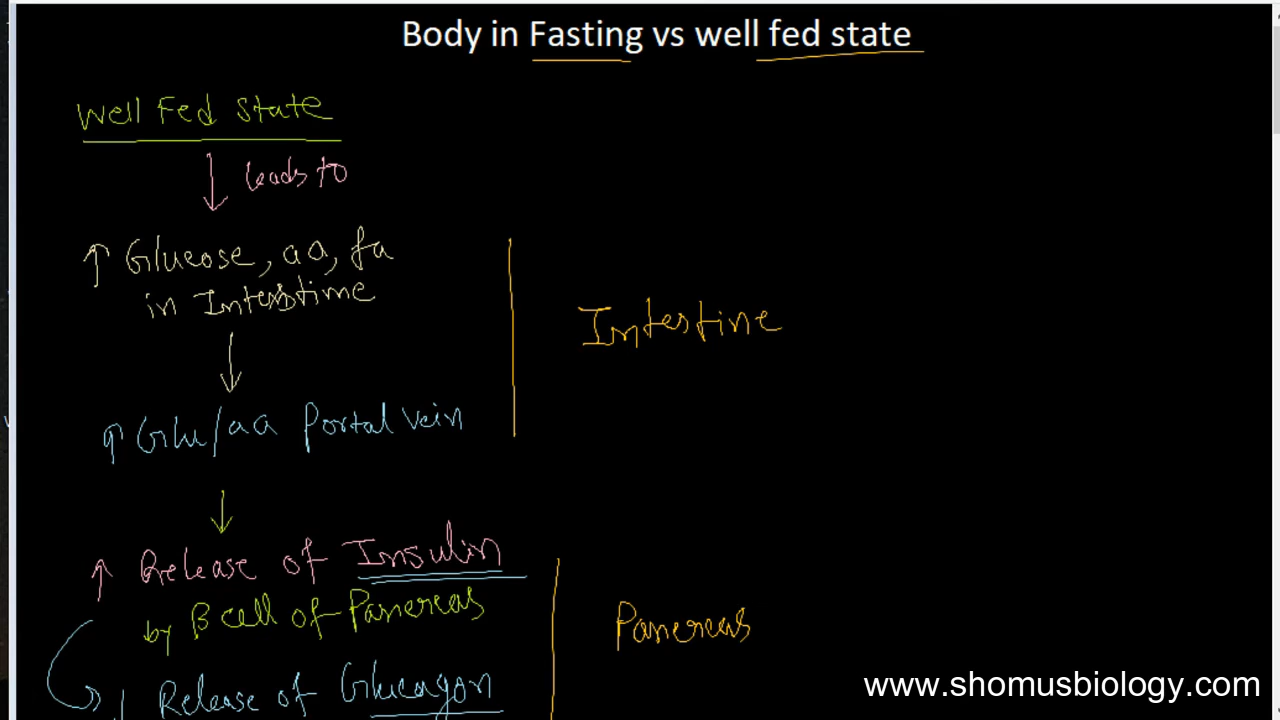 Body in Fasting vs well fed state
Well Fed State
↓ leads to
↑ Glucose, aa, fa
in Intestine
↓
↑ Glu/aa Portal Vein
Intestine
↓
↑ Release of Insulin
by β cell of Pancreas
↓ Release of Glucagon
Pancreas
www.shomusbiology.com